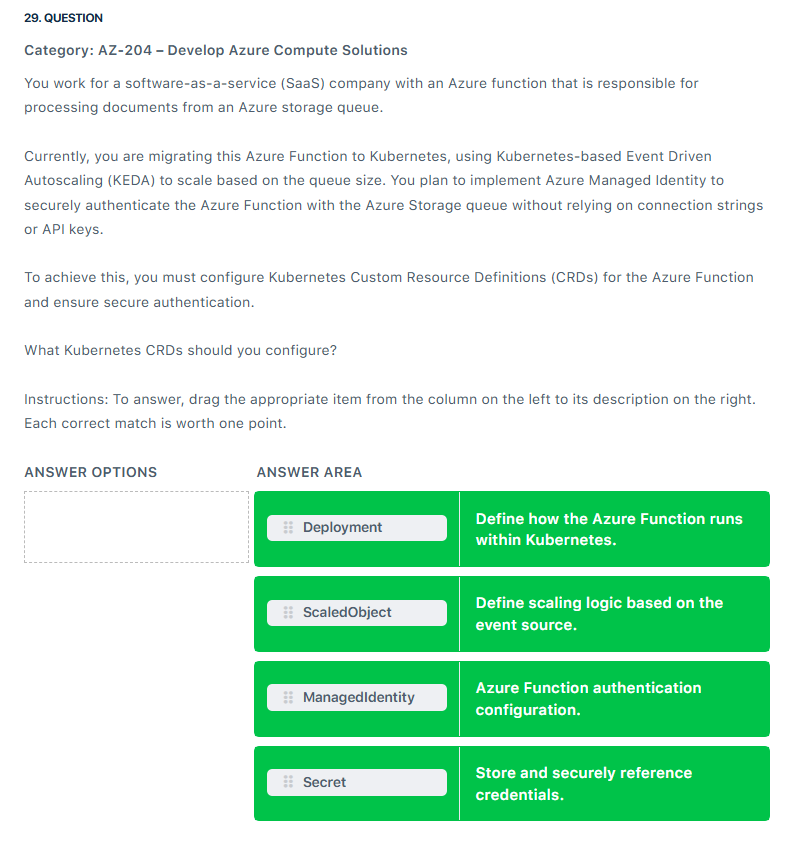 29. QUESTION
Category: AZ-204 – Develop Azure Compute Solutions
You work for a software-as-a-service (SaaS) company with an Azure function that is responsible for
processing documents from an Azure storage queue.
Currently, you are migrating this Azure Function to Kubernetes, using Kubernetes-based Event Driven
Autoscaling (KEDA) to scale based on the queue size. You plan to implement Azure Managed Identity to
securely authenticate the Azure Function with the Azure Storage queue without relying on connection strings
or API keys.
To achieve this, you must configure Kubernetes Custom Resource Definitions (CRDs) for the Azure Function
and ensure secure authentication.
What Kubernetes CRDs should you configure?
Instructions: To answer, drag the appropriate item from the column on the left to its description on the right.
Each correct match is worth one point.
ANSWER OPTIONS
ANSWER AREA
Deployment
Define how the Azure Function runs
within Kubernetes.
ScaledObject
Define scaling logic based on the
event source.
ManagedIdentity
Azure Function authentication
configuration.
Secret
Store and securely reference
credentials.